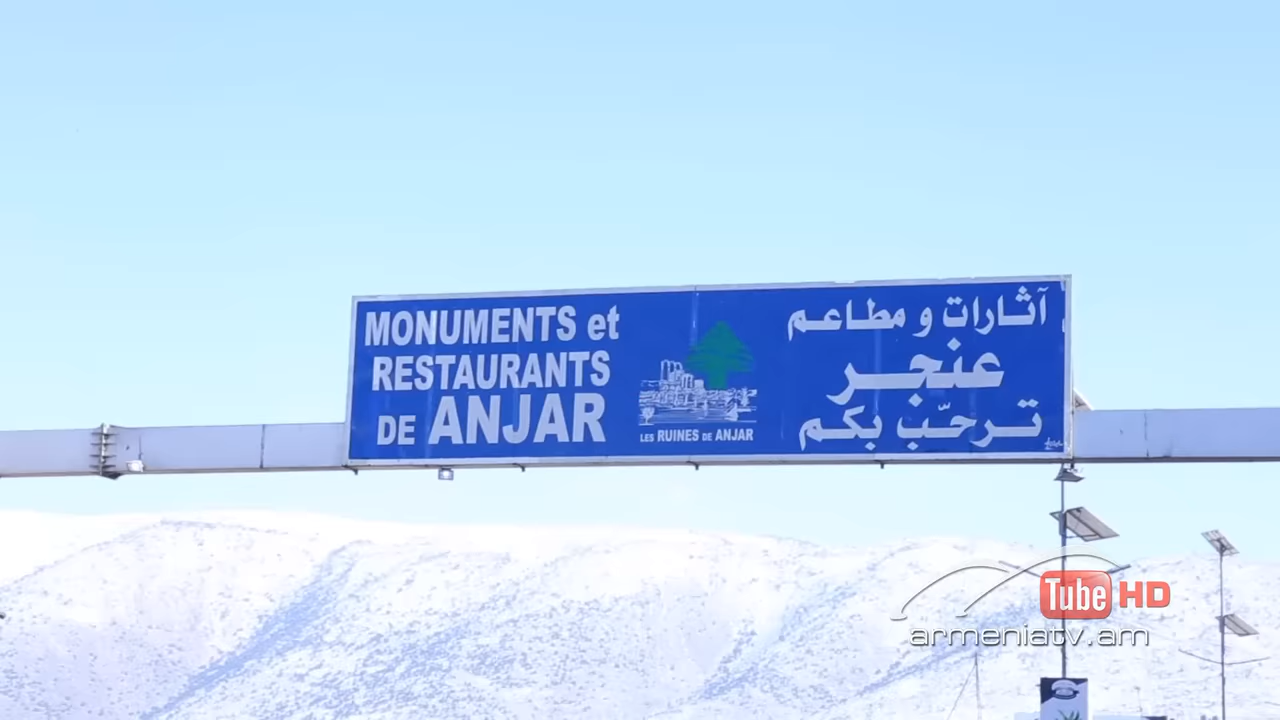 MONUMENTS et
RESTAURANTS
DE ANJAR
LES RUINES DE ANJAR
آثارات و مطاعم
عنجر
ترحّب بكم
Tube HD
armeniatv.am